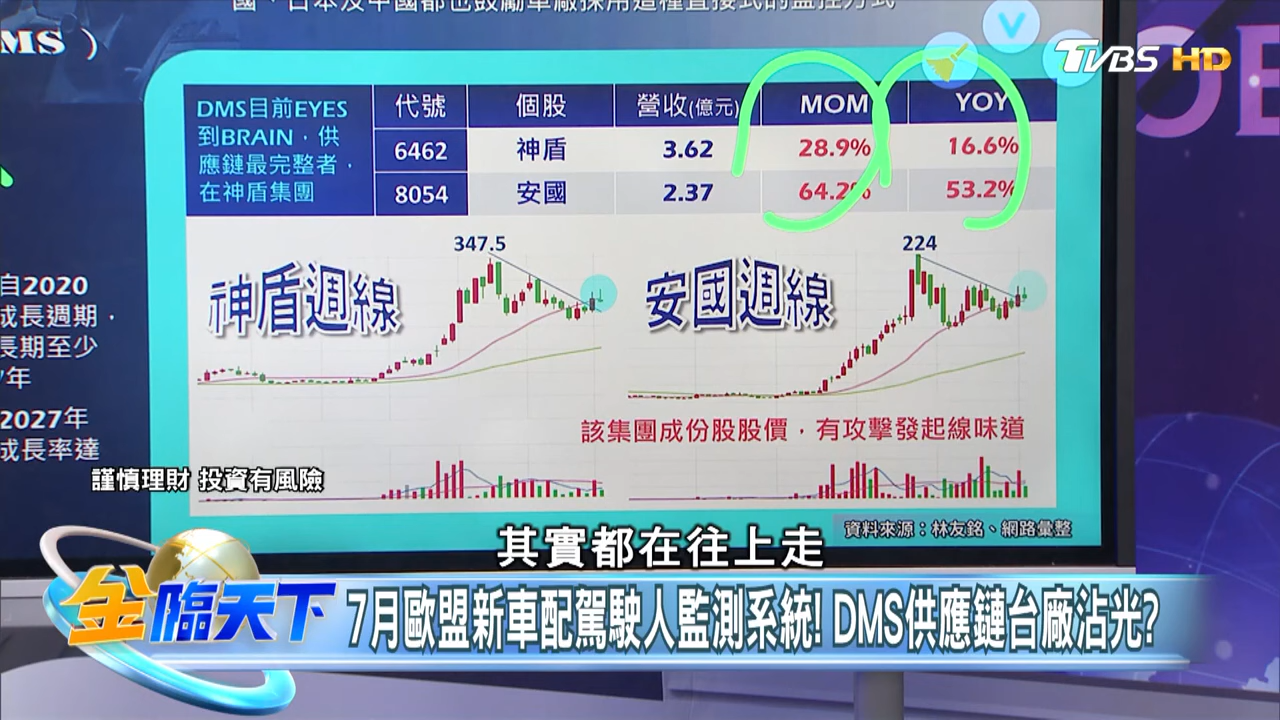 國、日本及中國都也鼓勵車廠採用這種直接式的監控方式
MS )
TVBS HD
DMS目前EYES
到BRAIN，供
應鏈最完整者，
在神盾集團
代號 個股 營收(億元) MOM YOY
6462 神盾 3.62 28.9% 16.6%
8054 安國 2.37 64.2% 53.2%
347.5
224
神盾週線
安國週線
自2020
成長週期，
長期至少
年
2027年
成長率達
該集團成份股股價，有攻擊發起線味道
謹慎理財 投資有風險
資料來源：林友銘、網路彙整
其實都在往上走
金臨天下
7月歐盟新車配駕駛人監測系統! DMS供應鏈台廠沾光?